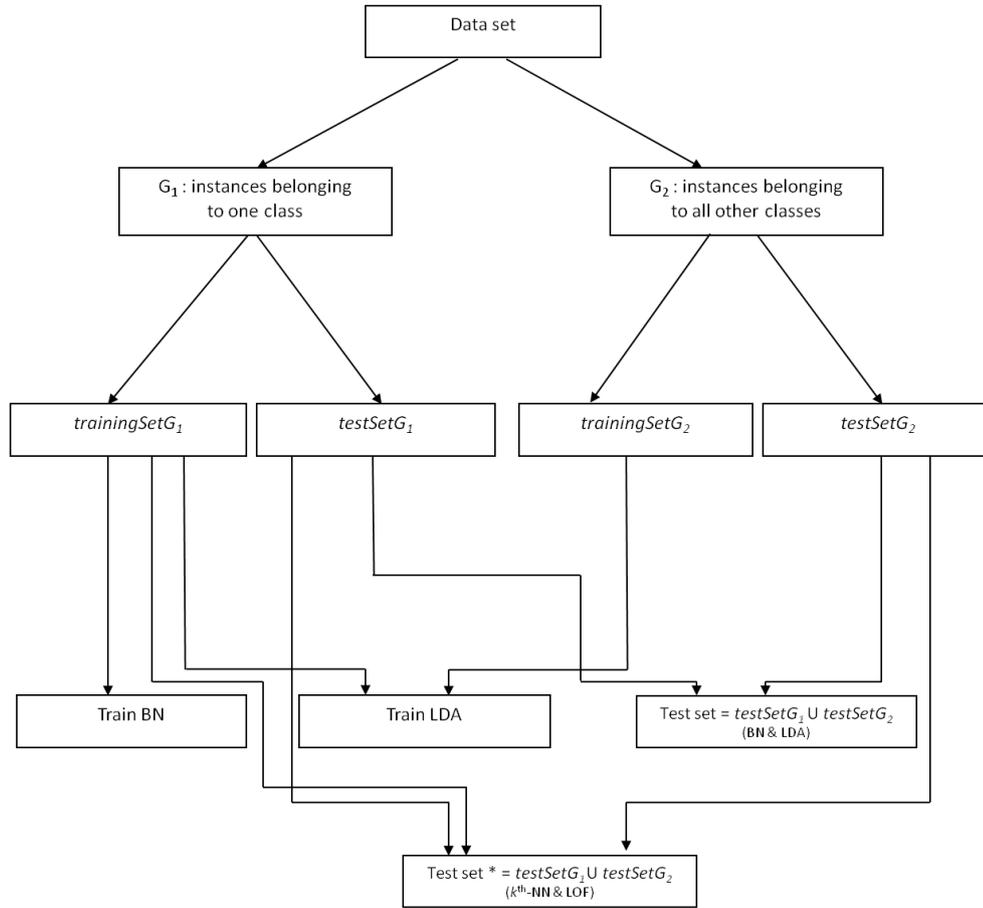 Data set
G₁ : instances belonging
to one class
G₂ : instances belonging
to all other classes
trainingSetG₁
testSetG₁
trainingSetG₂
testSetG₂
Train BN
Train LDA
Test set = testSetG₁ U testSetG₂
(BN & LDA)
Test set * = testSetG₁U testSetG₂
(kᵗʰ-NN & LOF)